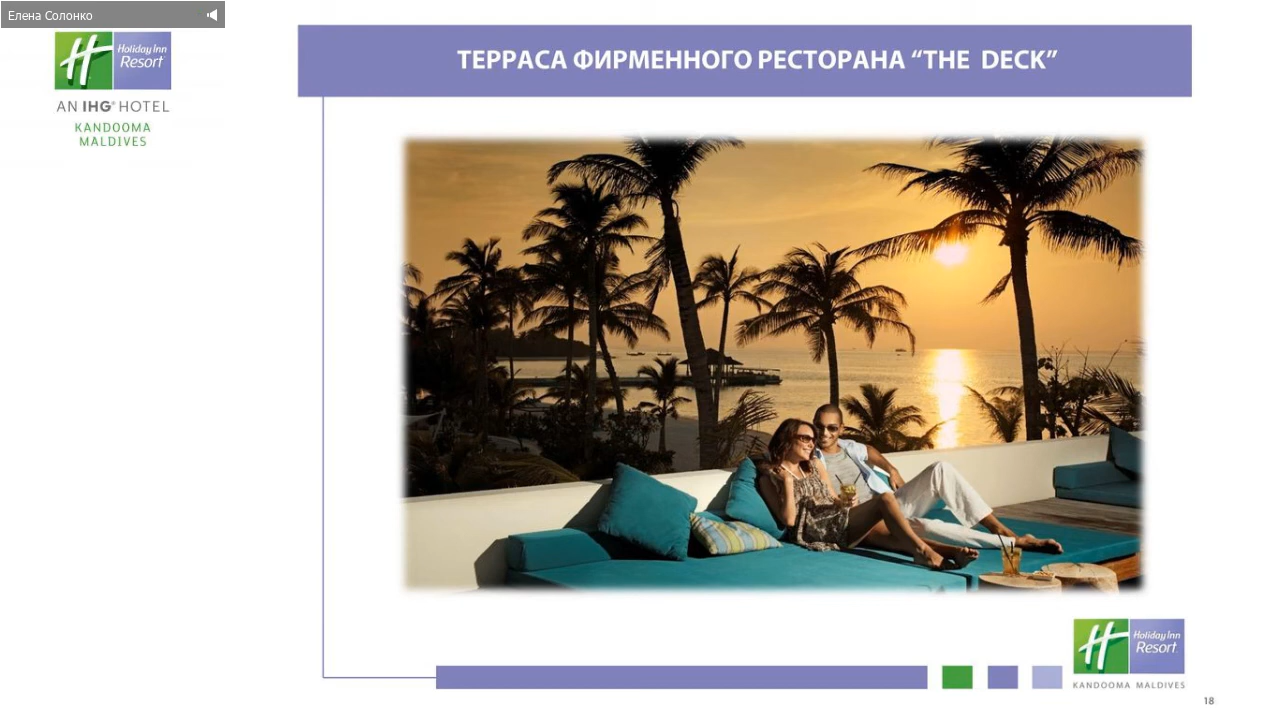 Елена Солонко
Holiday Inn
Resort
AN IHG® HOTEL
KANDOOMA
MALDIVES
ТЕРРАСА ФИРМЕННОГО РЕСТОРАНА “THE DECK”
Holiday Inn
Resort
KANDOOMA MALDIVES
18